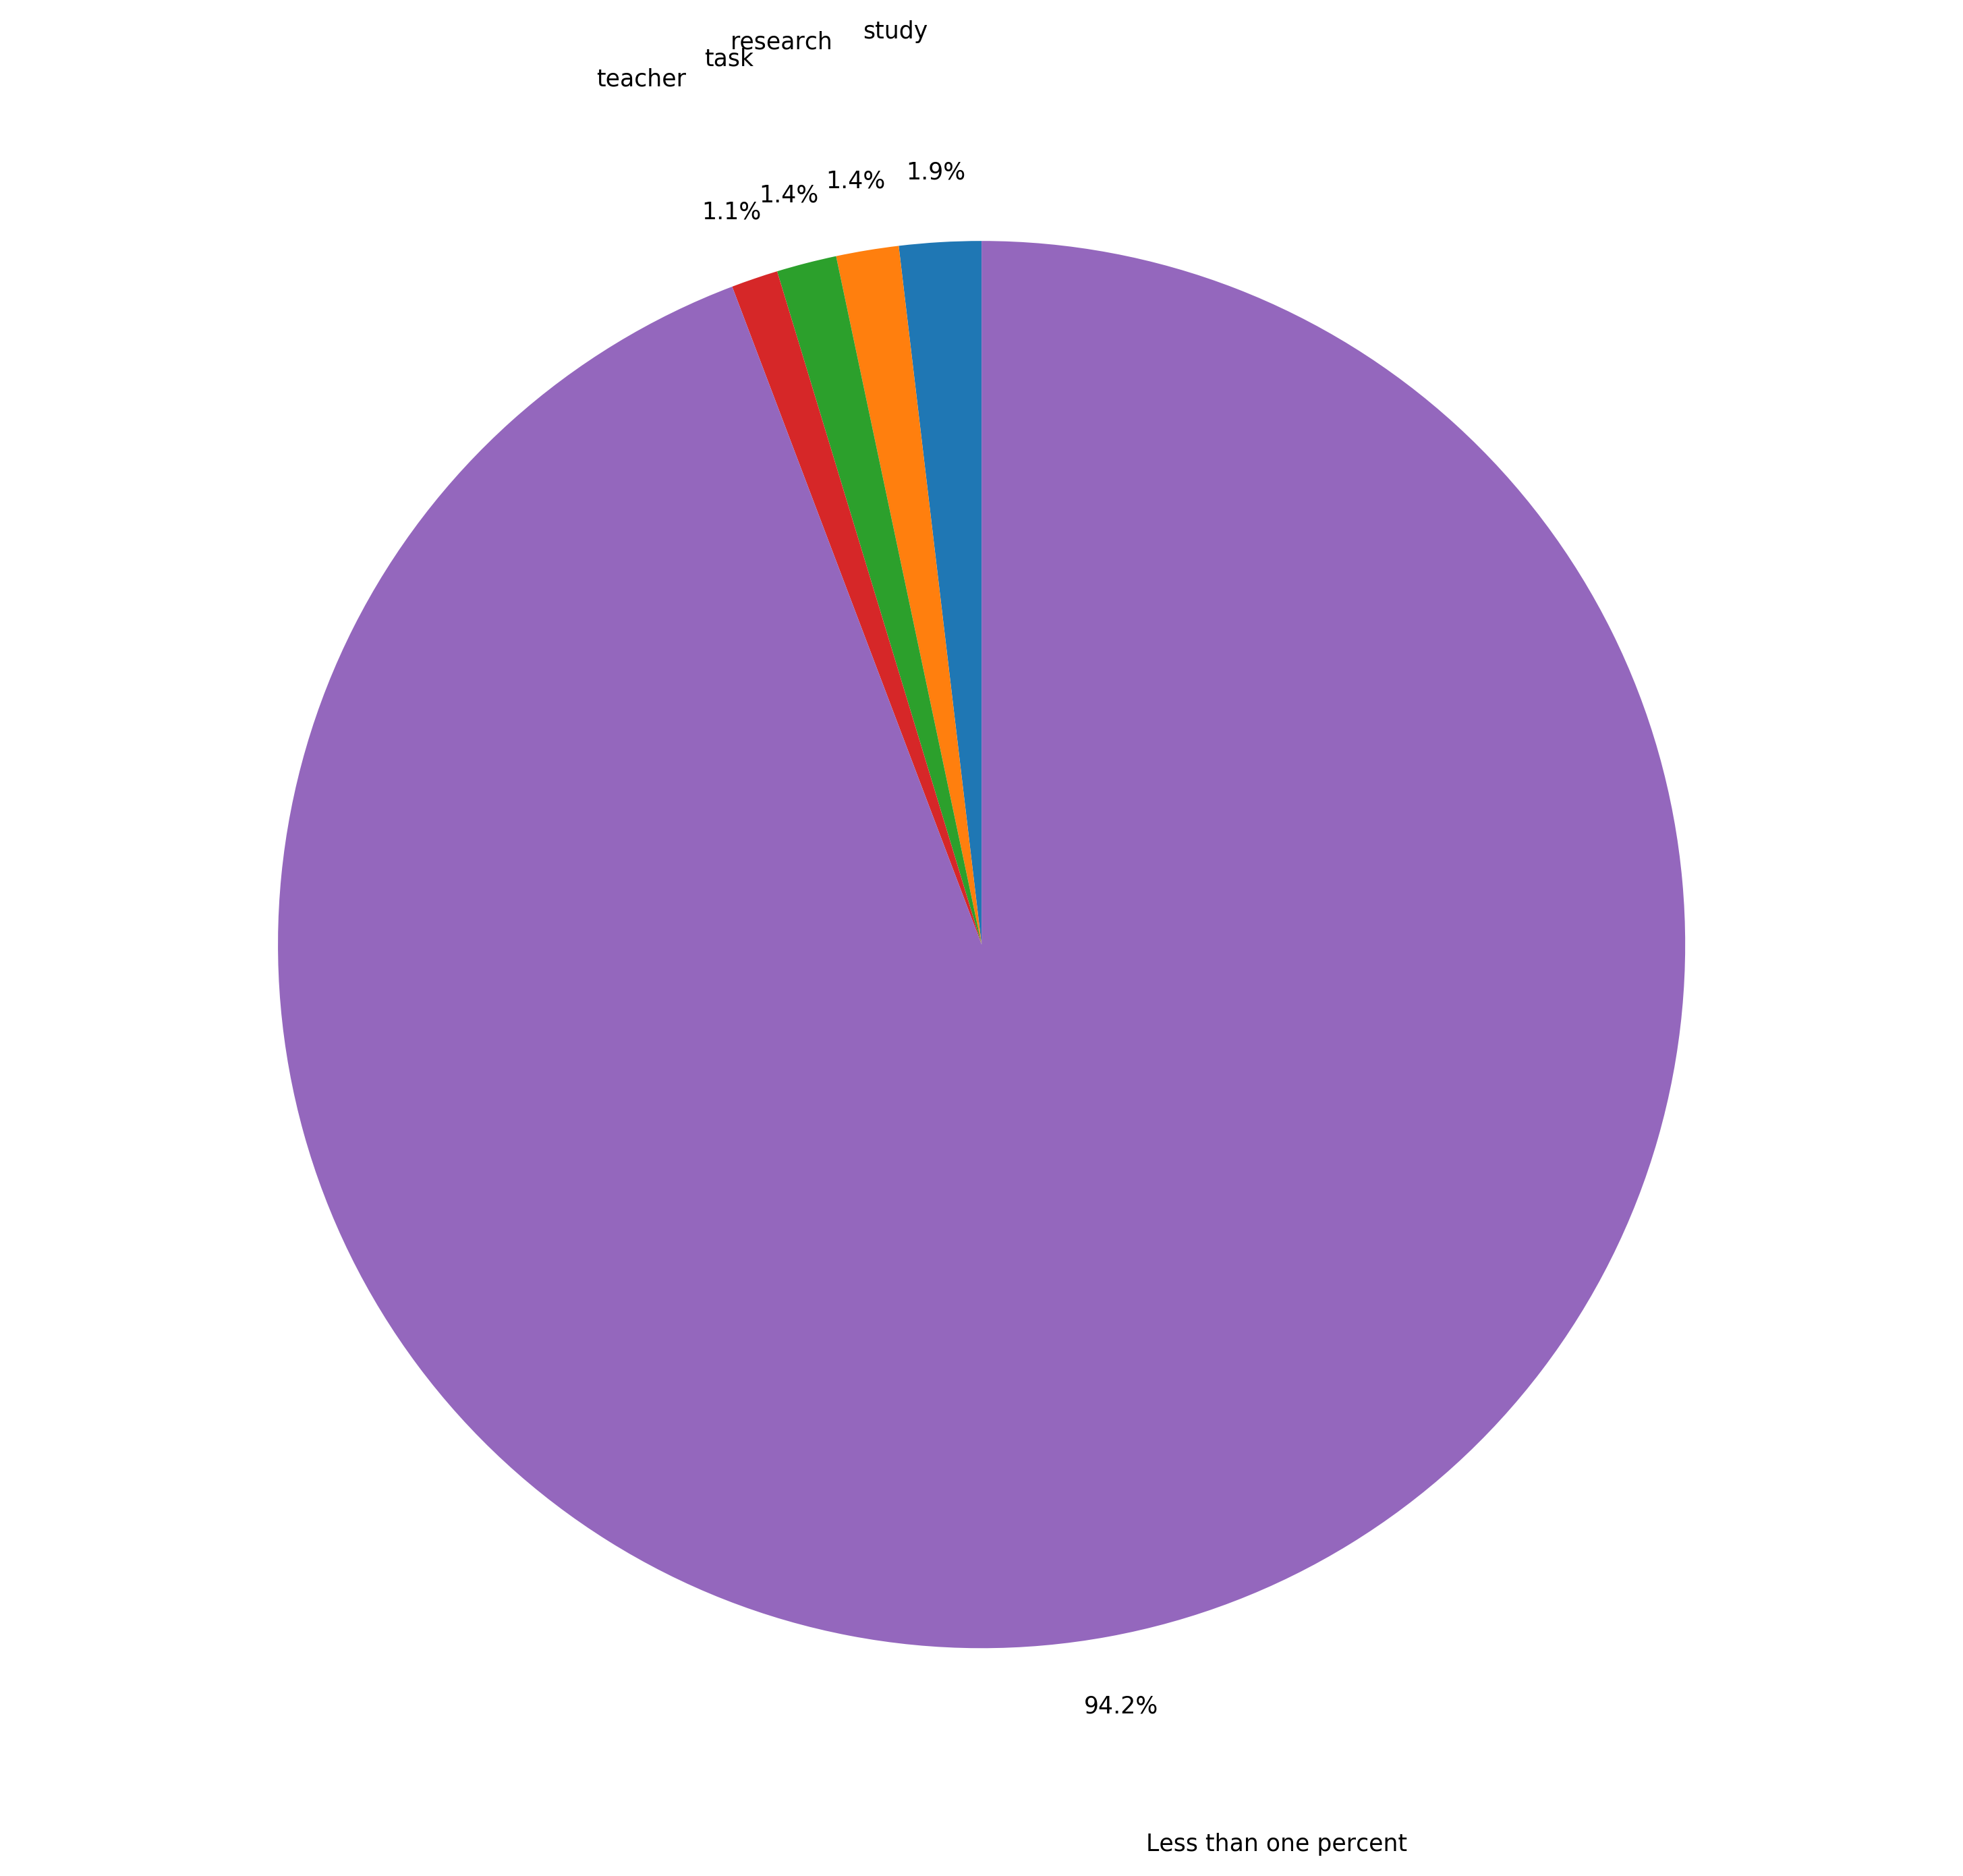 study
research
task
teacher
1.9%
1.4%
1.4%
1.1%
94.2%
Less than one percent